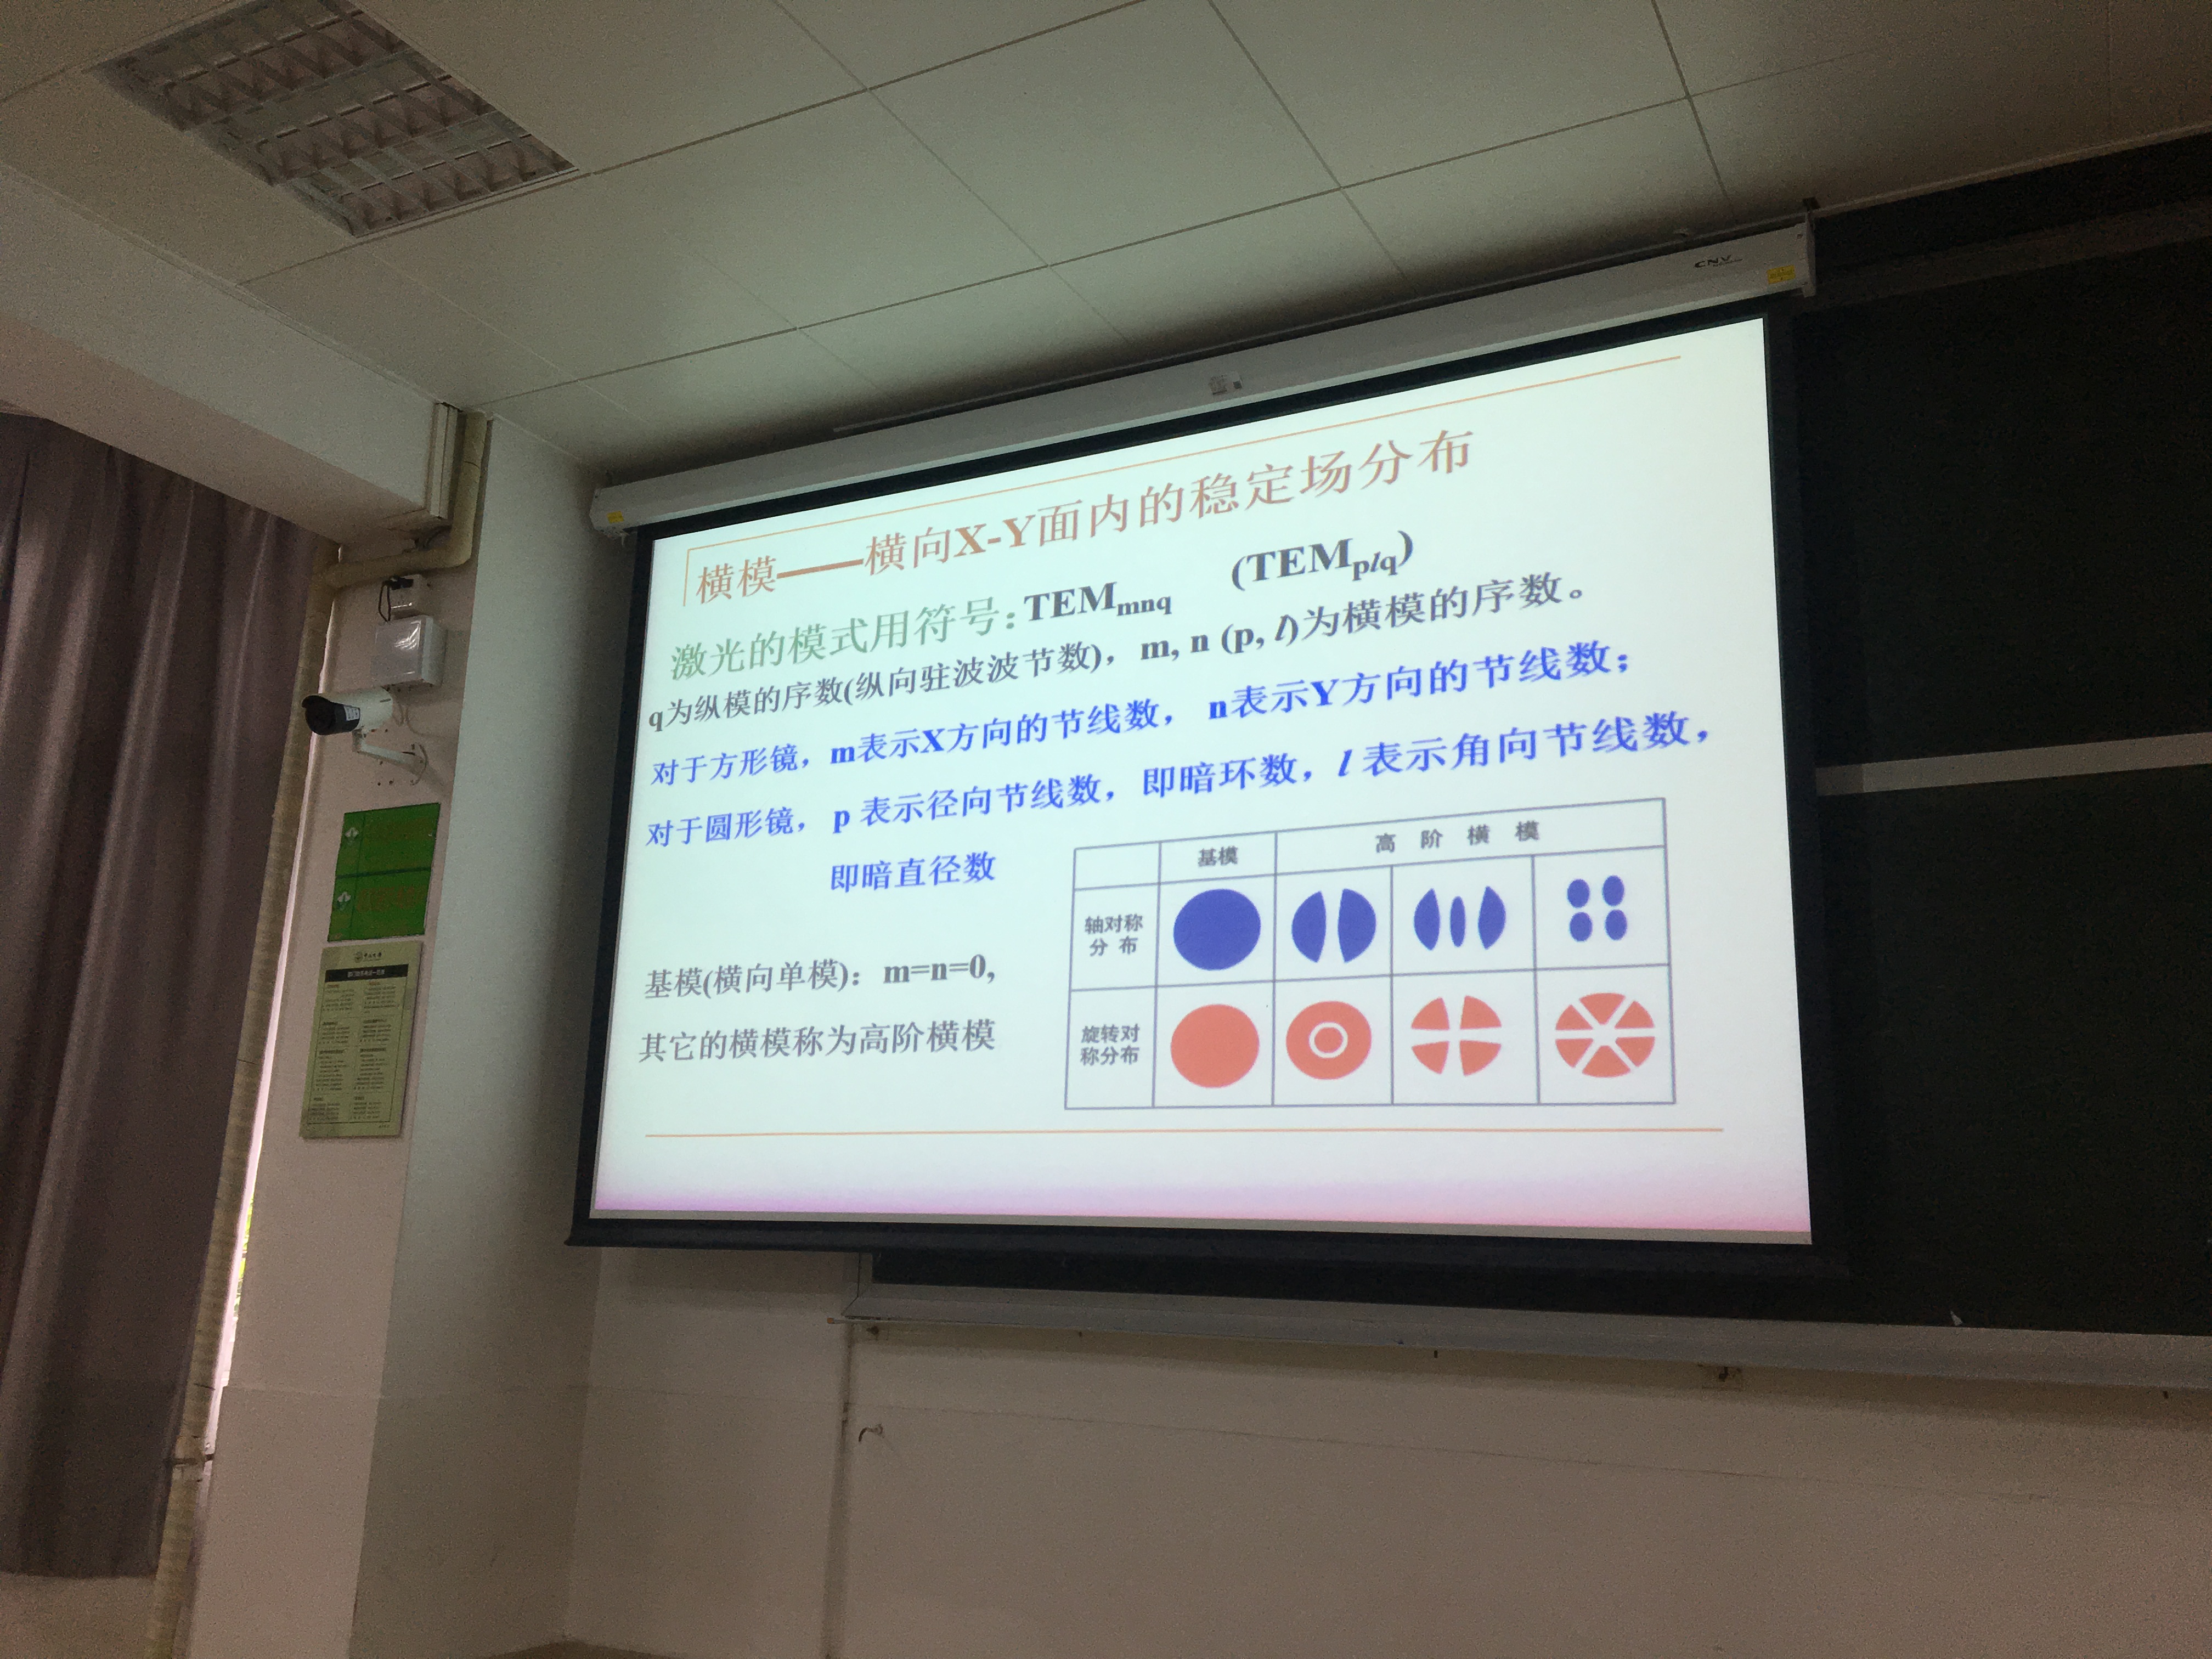 CNV
横模——横向X-Y面内的稳定场分布
激光的模式用符号:TEMmnq (TEMplq)
q为纵模的序数(纵向驻波波节数)，m, n (p, l)为横模的序数。
对于方形镜，m表示X方向的节线数， n表示Y方向的节线数；
对于圆形镜， p 表示径向节线数，即暗环数，l 表示角向节线数，
即暗直径数
基模(横向单模)：m=n=0,
其它的横模称为高阶横模
基模 高 阶 横 模
轴对称
分 布
旋转对
称分布